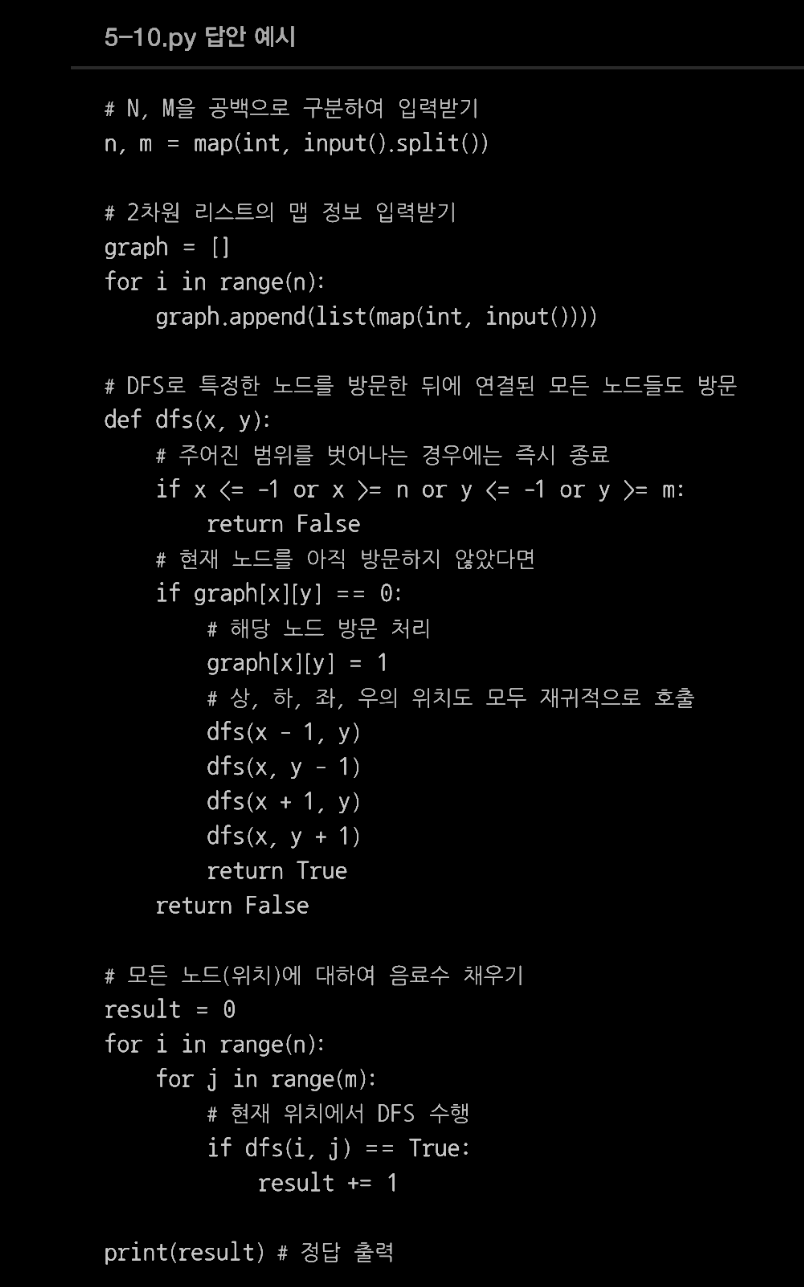 5-10.py 답안 예시
# N, M을 공백으로 구분하여 입력받기
n, m = map(int, input().split())
# 2차원 리스트의 맵 정보 입력받기
graph = []
for i in range(n):
    graph.append(list(map(int, input())))
# DFS로 특정한 노드를 방문한 뒤에 연결된 모든 노드들도 방문
def dfs(x, y):
    # 주어진 범위를 벗어나는 경우에는 즉시 종료
    if x <= -1 or x >= n or y <= -1 or y >= m:
        return False
    # 현재 노드를 아직 방문하지 않았다면
    if graph[x][y] == 0:
        # 해당 노드 방문 처리
        graph[x][y] = 1
        # 상, 하, 좌, 우의 위치도 모두 재귀적으로 호출
        dfs(x - 1, y)
        dfs(x, y - 1)
        dfs(x + 1, y)
        dfs(x, y + 1)
        return True
    return False
# 모든 노드(위치)에 대하여 음료수 채우기
result = 0
for i in range(n):
    for j in range(m):
        # 현재 위치에서 DFS 수행
        if dfs(i, j) == True:
            result += 1
print(result) # 정답 출력